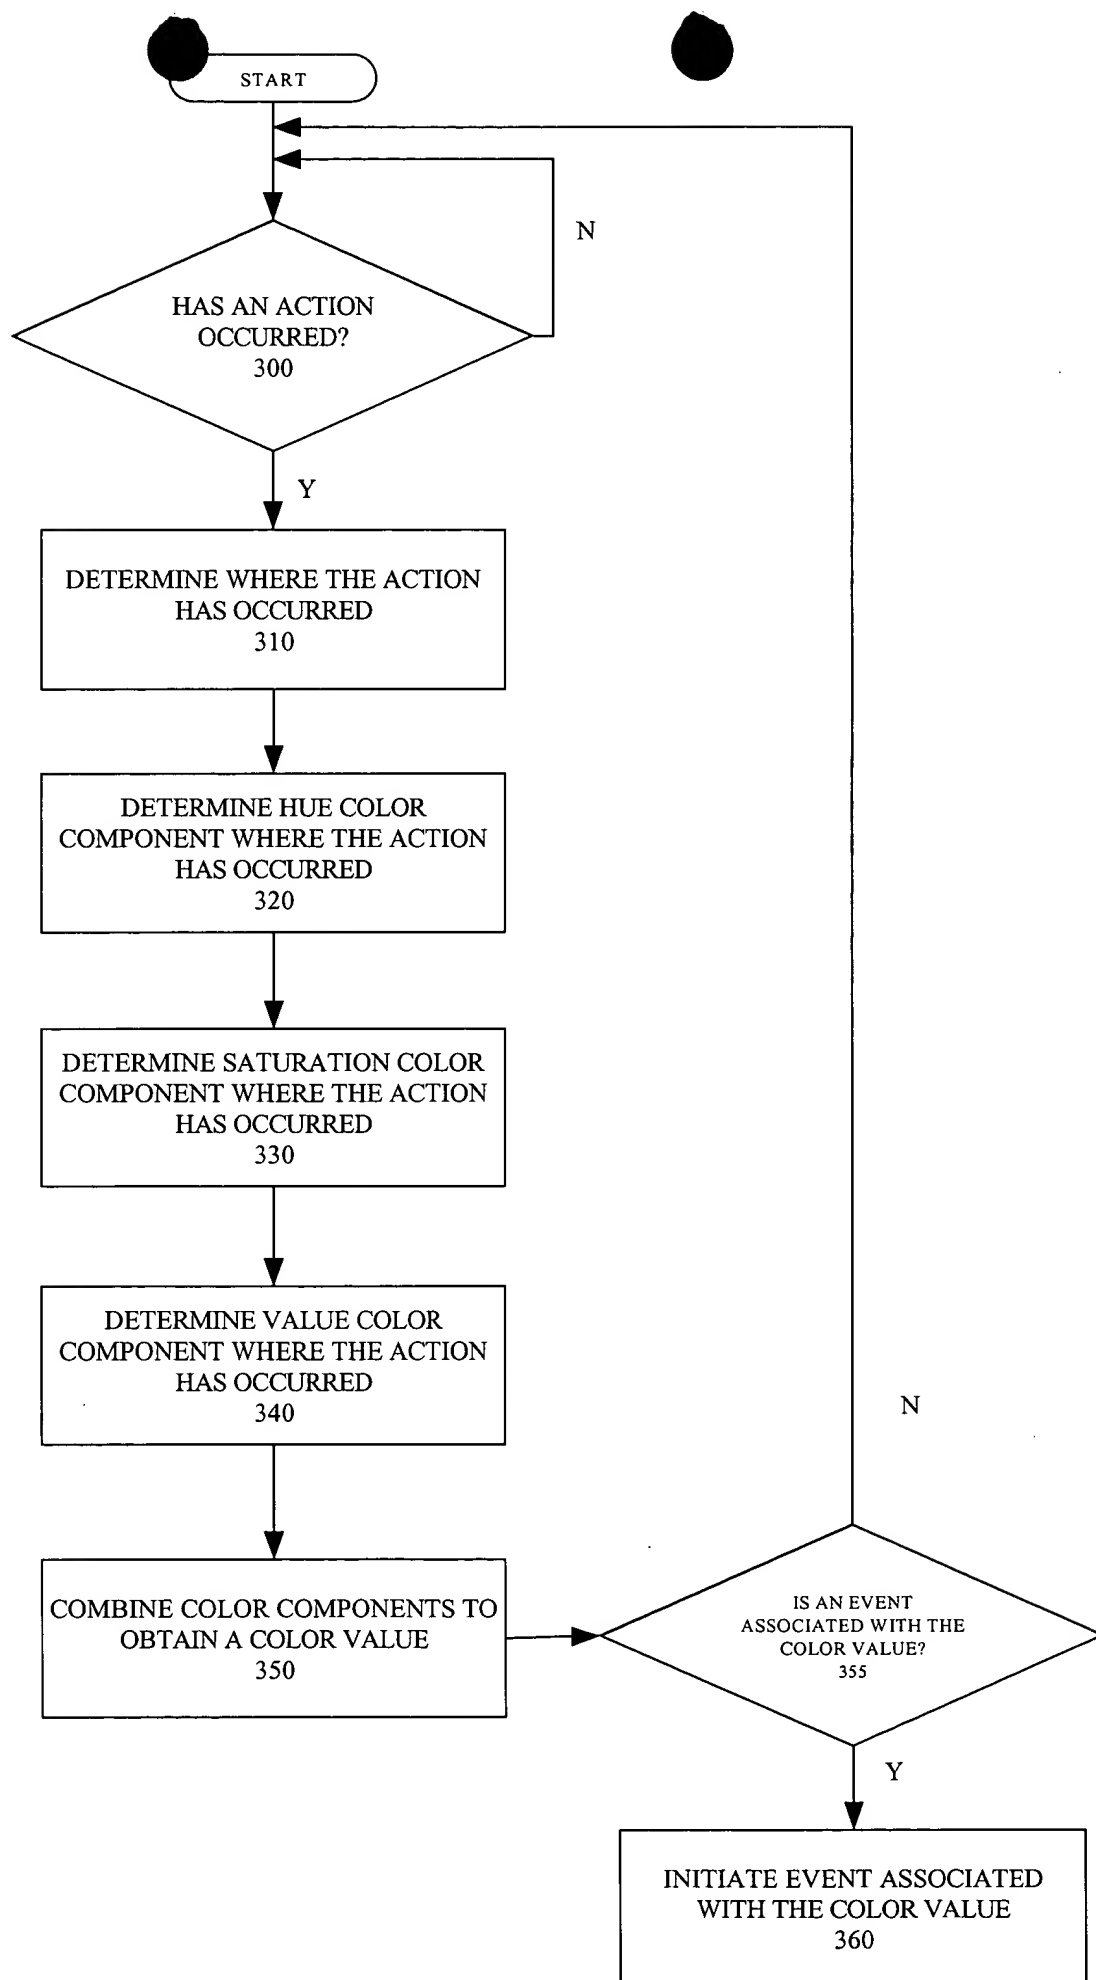 START
N
HAS AN ACTION
OCCURRED?
300
Y
DETERMINE WHERE THE ACTION
HAS OCCURRED
310
DETERMINE HUE COLOR
COMPONENT WHERE THE ACTION
HAS OCCURRED
320
DETERMINE SATURATION COLOR
COMPONENT WHERE THE ACTION
HAS OCCURRED
330
DETERMINE VALUE COLOR
COMPONENT WHERE THE ACTION
HAS OCCURRED
340
N
COMBINE COLOR COMPONENTS TO
OBTAIN A COLOR VALUE
350
IS AN EVENT
ASSOCIATED WITH THE
COLOR VALUE?
355
Y
INITIATE EVENT ASSOCIATED
WITH THE COLOR VALUE
360